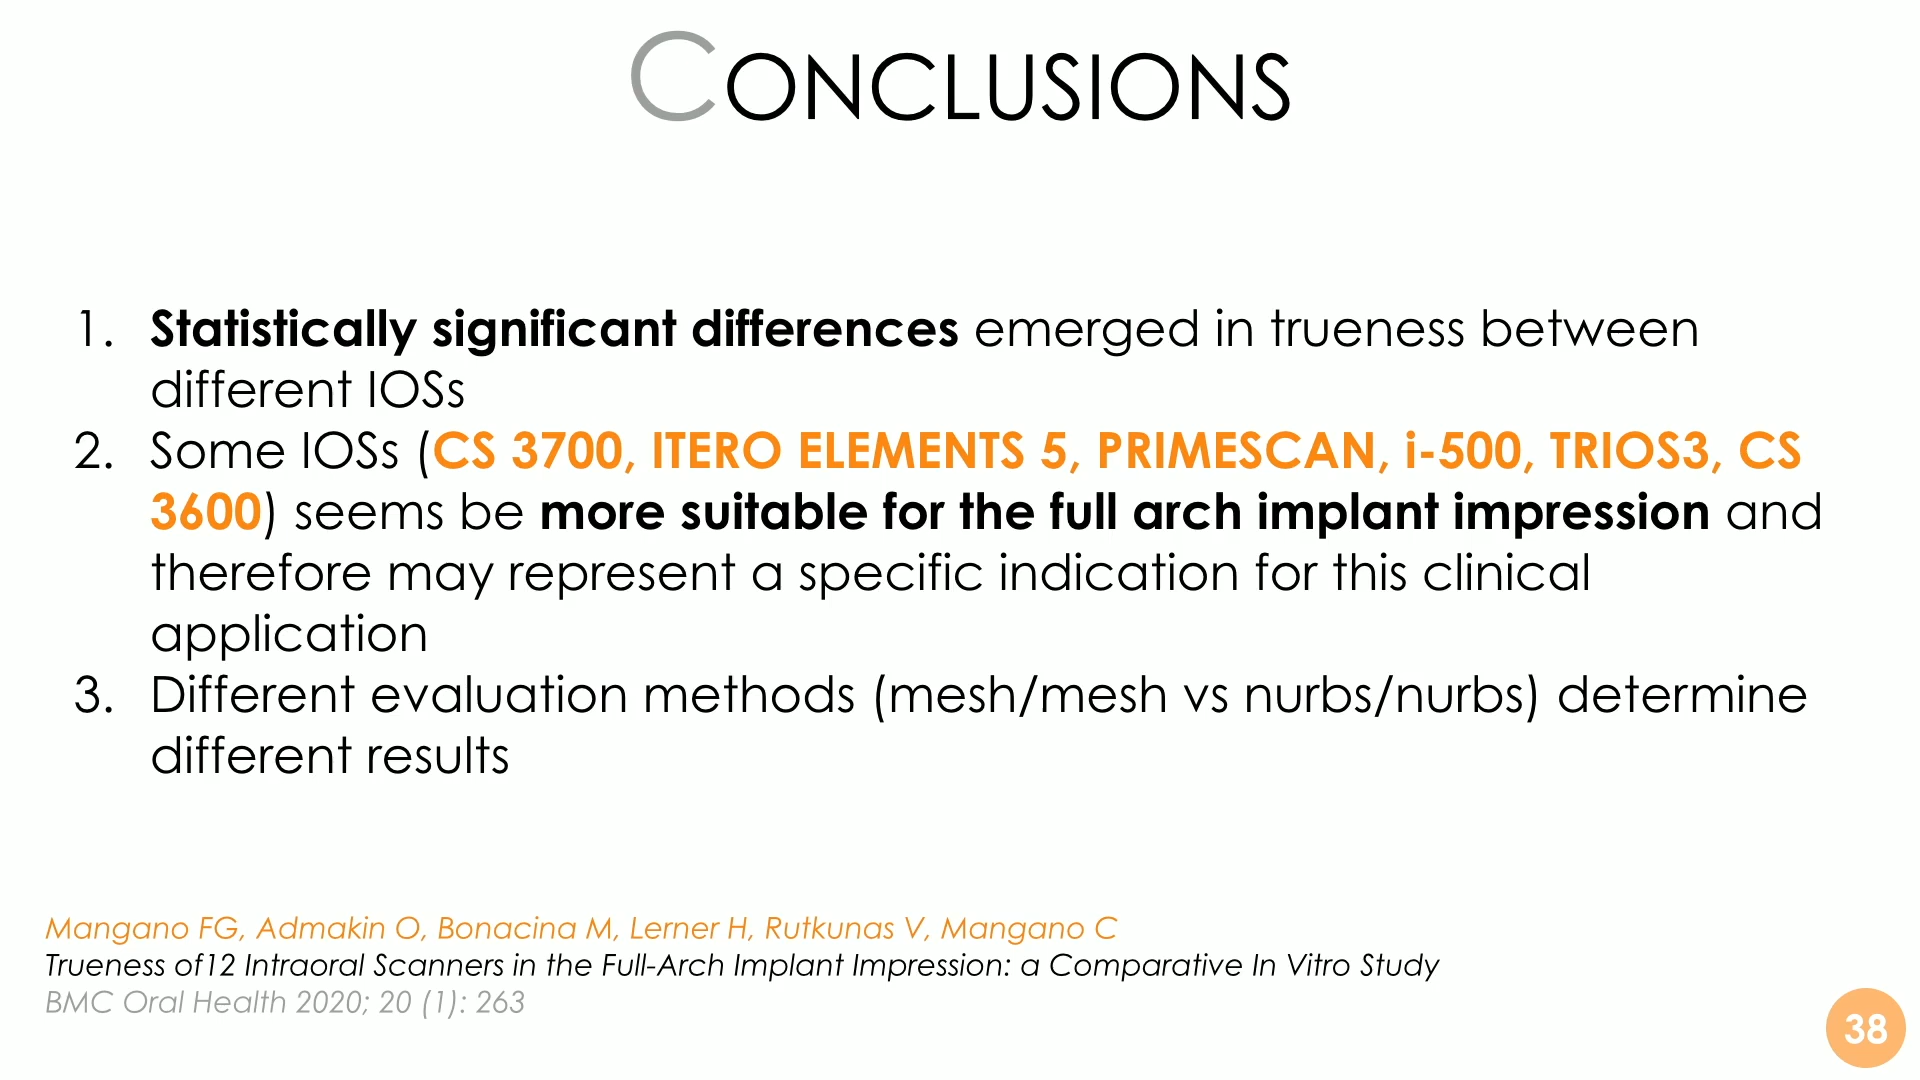 CONCLUSIONS
1. Statistically significant differences emerged in trueness between
different IOSs
2. Some IOSs (CS 3700, ITERO ELEMENTS 5, PRIMESCAN, i-500, TRIOS3, CS
3600) seems be more suitable for the full arch implant impression and
therefore may represent a specific indication for this clinical
application
3. Different evaluation methods (mesh/mesh vs nurbs/nurbs) determine
different results
Mangano FG, Admakin O, Bonacina M, Lerner H, Rutkunas V, Mangano C
Trueness of12 Intraoral Scanners in the Full-Arch Implant Impression: a Comparative In Vitro Study
BMC Oral Health 2020; 20 (1): 263
38